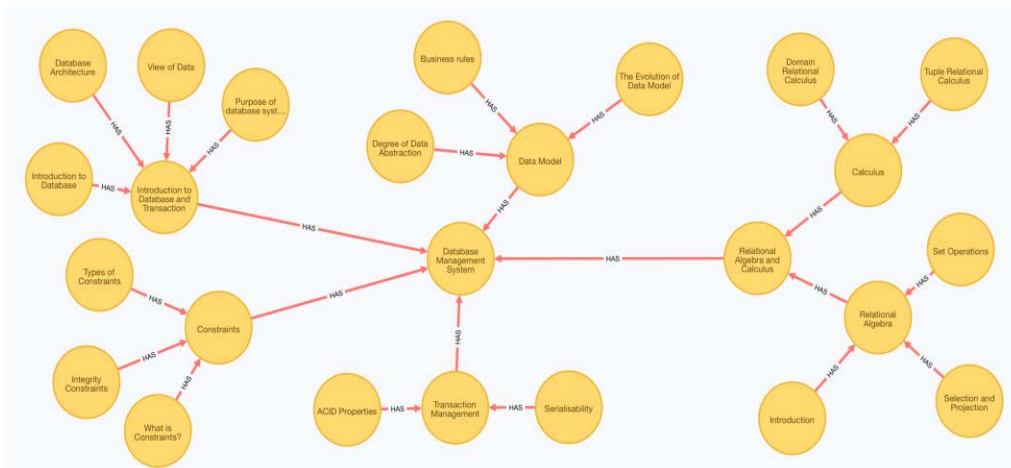 Database
Architecture
View of Data
Purpose of
database syst...
Introduction to
Database
Introduction to
Database and
Transaction
HAS
HAS
HAS
HAS
HAS
Business rules
The Evolution of
Data Model
Degree of Data
Abstraction
Data Model
HAS
HAS
HAS
HAS
Domain
Relational
Calculus
Tuple Relational
Calculus
Calculus
HAS
HAS
HAS
Database
Management
System
HAS
Relational
Algebra and
Calculus
Set Operations
Relational
Algebra
Introduction
Selection and
Projection
HAS
HAS
HAS
HAS
Types of
Constraints
Constraints
Integrity
Constraints
What is
Constraints?
HAS
HAS
HAS
HAS
ACID Properties
Transaction
Management
Serialisability
HAS
HAS
HAS